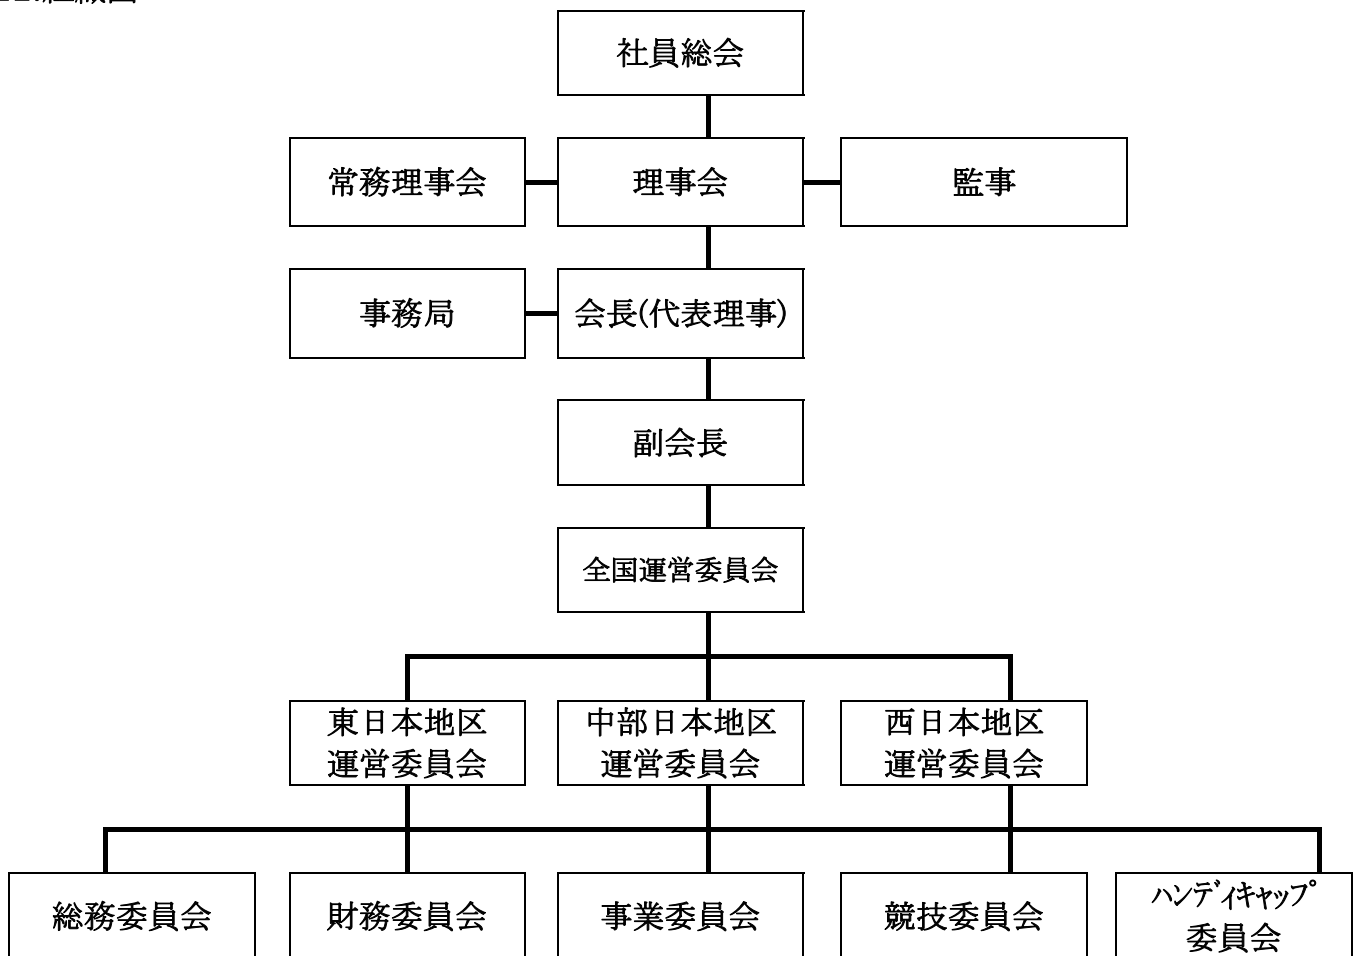 社員総会
常務理事会
理事会
監事
事務局
会長(代表理事)
副会長
全国運営委員会
東日本地区
運営委員会
中部日本地区
運営委員会
西日本地区
運営委員会
総務委員会
財務委員会
事業委員会
競技委員会
ﾊﾝﾃﾞｨｷｬｯﾌﾟ
委員会